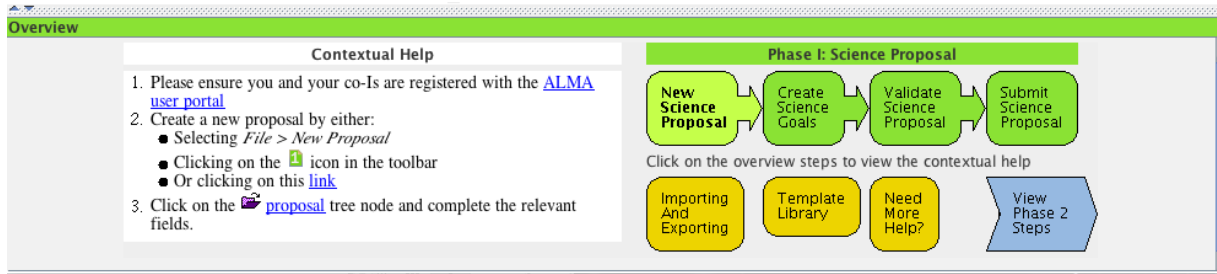 Overview
Contextual Help
1. Please ensure you and your co-Is are registered with the ALMA
user portal
2. Create a new proposal by either:
● Selecting File > New Proposal
● Clicking on the 1 icon in the toolbar
● Or clicking on this link
3. Click on the proposal tree node and complete the relevant
fields.
Phase I: Science Proposal
New
Science
Proposal
Create
Science
Goals
Validate
Science
Proposal
Submit
Science
Proposal
Click on the overview steps to view the contextual help
Importing
And
Exporting
Template
Library
Need
More
Help?
View
Phase 2
Steps